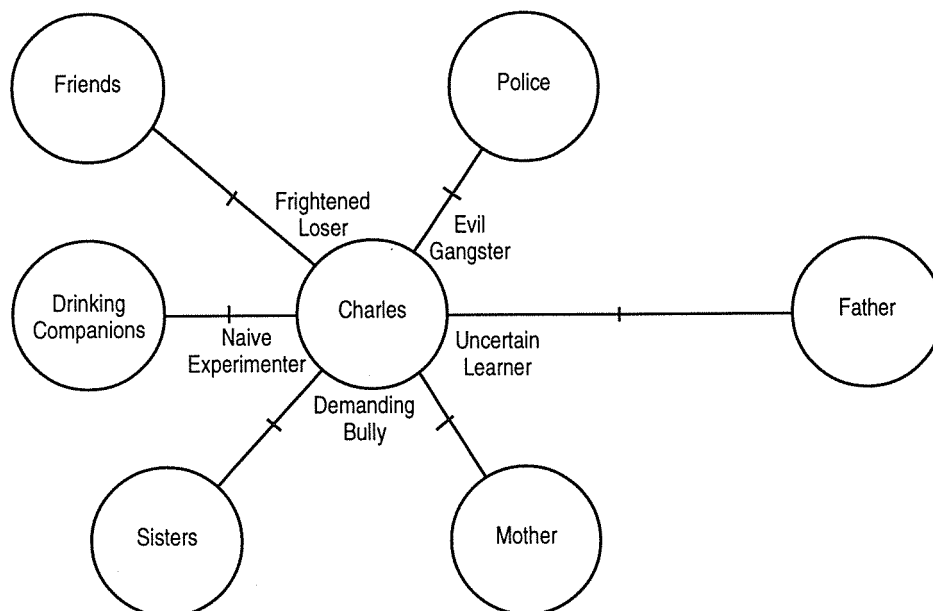 Friends
Police
Frightened
Loser
Evil
Gangster
Drinking
Companions
Naive
Experimenter
Charles
Uncertain
Learner
Father
Demanding
Bully
Sisters
Mother